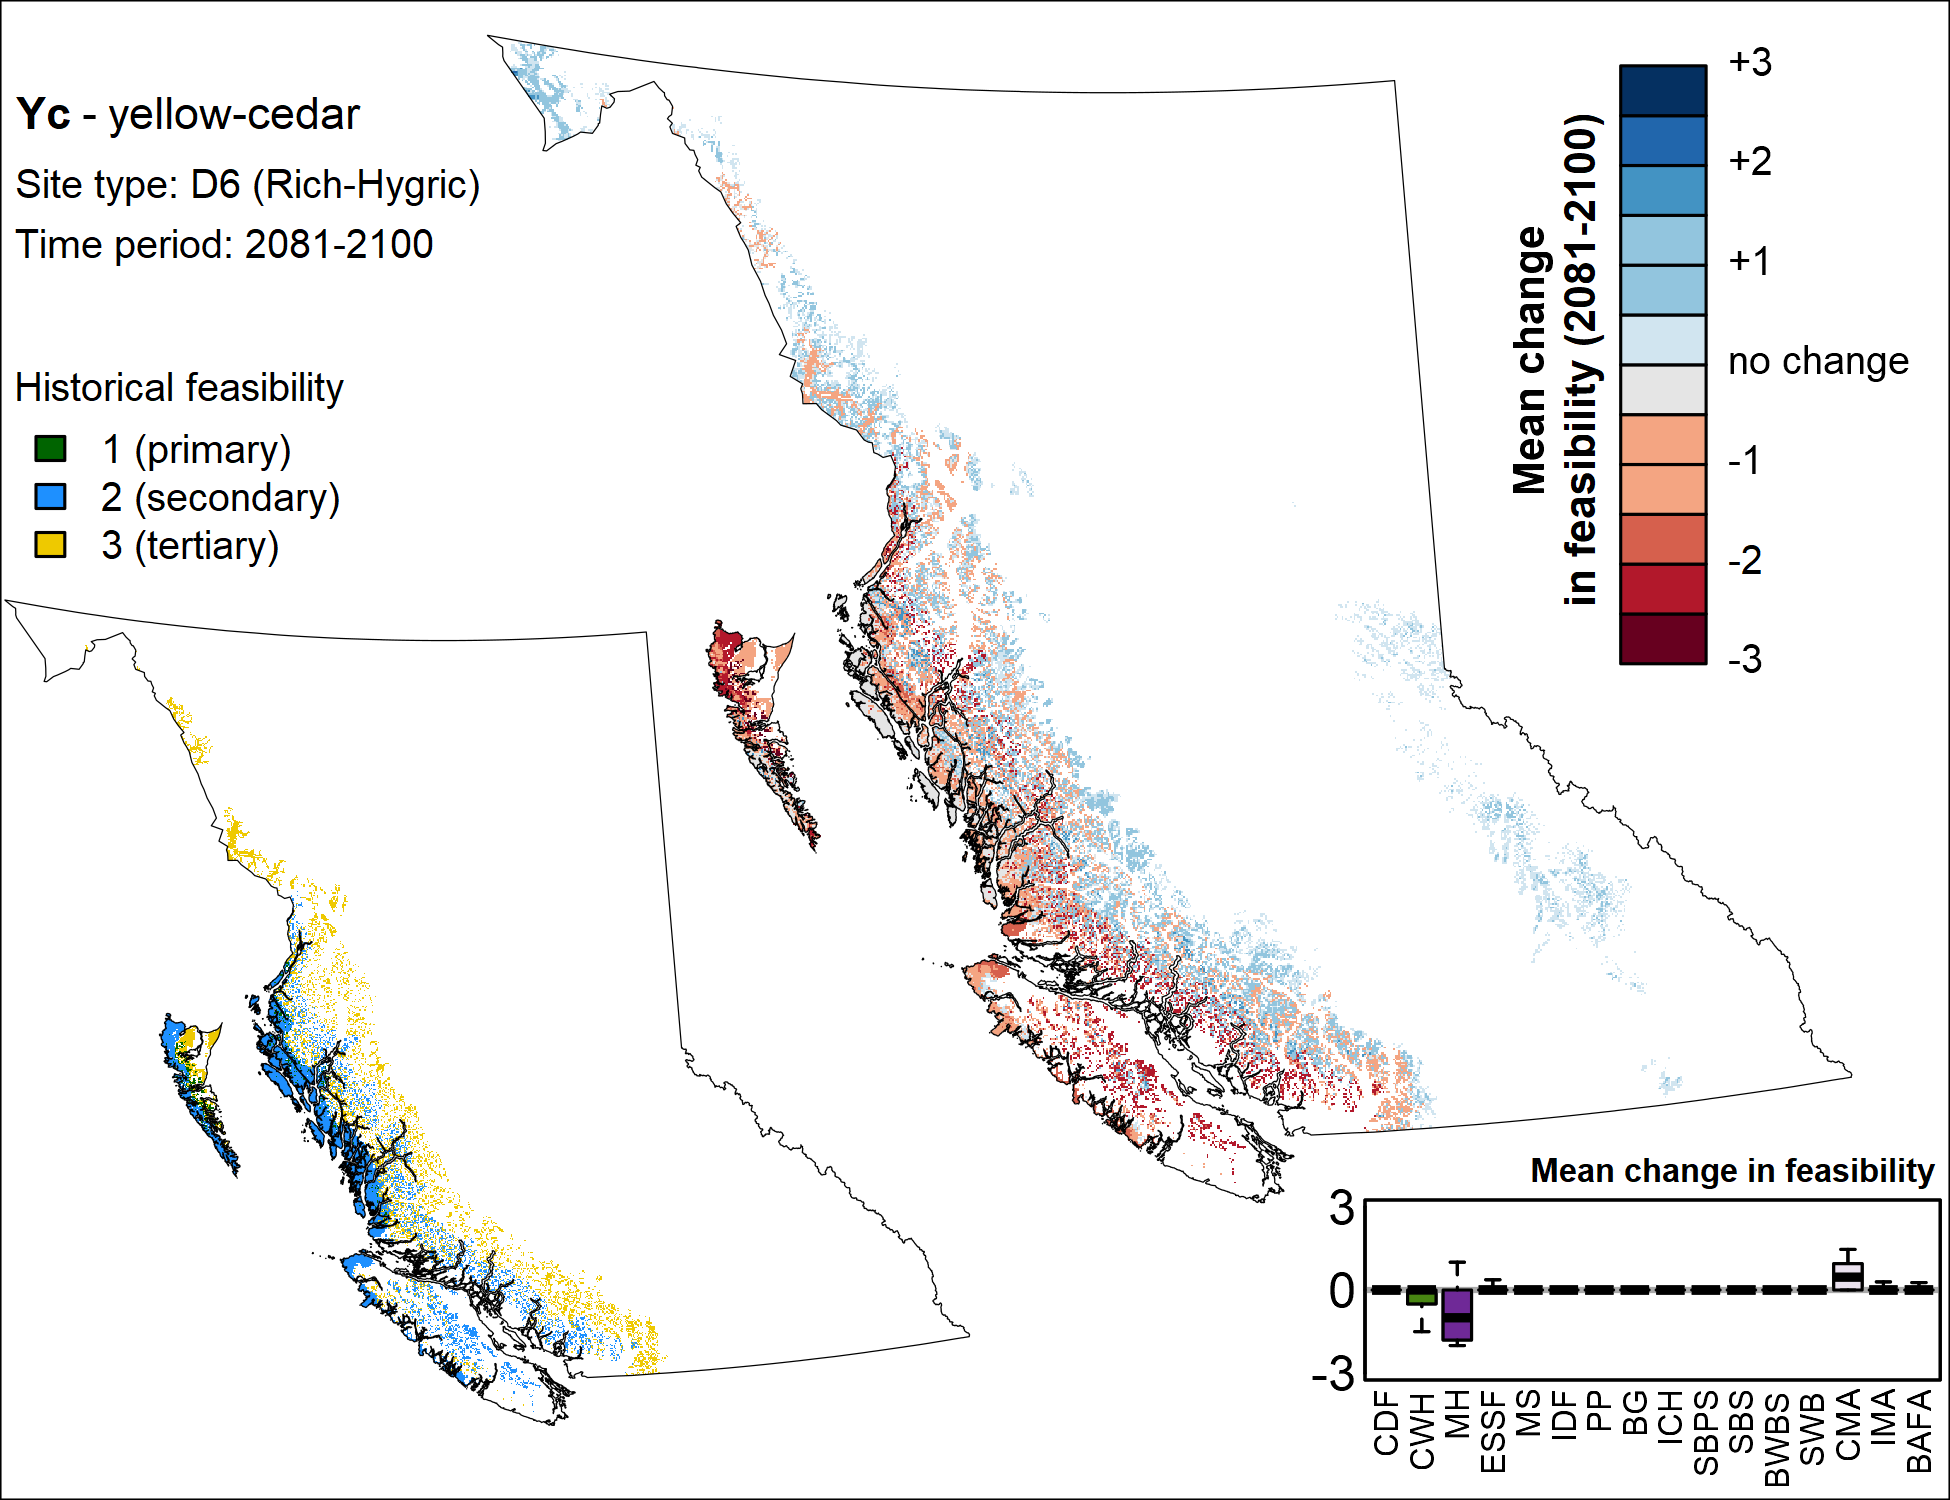 Yc - yellow-cedar
Site type: D6 (Rich-Hygric)
Time period: 2081-2100
Historical feasibility
1 (primary)
2 (secondary)
3 (tertiary)
Mean change
in feasibility (2081-2100)
+3
+2
+1
no change
-1
-2
-3
Mean change in feasibility
3
0
-3
CDF
CWH
MH
ESSF
MS
IDF
PP
BG
ICH
SBPS
SBS
BWBS
SWB
CMA
IMA
BAFA